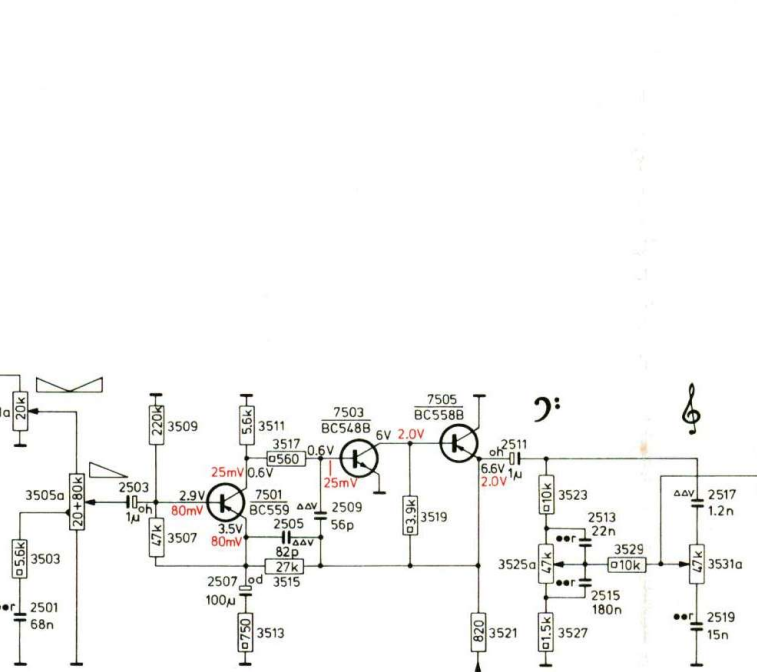 1a
20k
3505a
20+80k
□5.6k
3503
●●r
2501
68n
2503
1µ
oh
220k
3509
47k
3507
2.9V
80mV
5.6k
3511
25mV
0.6V
7501
BC559
3.5V
80mV
2507
od
100µ
□750
3513
3517
□560
0.6V
25mV
2505
△△V
82p
27k
3515
△△V
2509
56p
7503
BC548B
6V
2.0V
□3.9k
3519
7505
BC558B
oh
2511
1µ
6.6V
2.0V
820
3521
□10k
3523
●●r
2513
22n
3525a
47k
●●r
2515
180n
□1.5k
3527
3529
□10k
△△V
2517
1.2n
47k
3531a
●●r
2519
15n